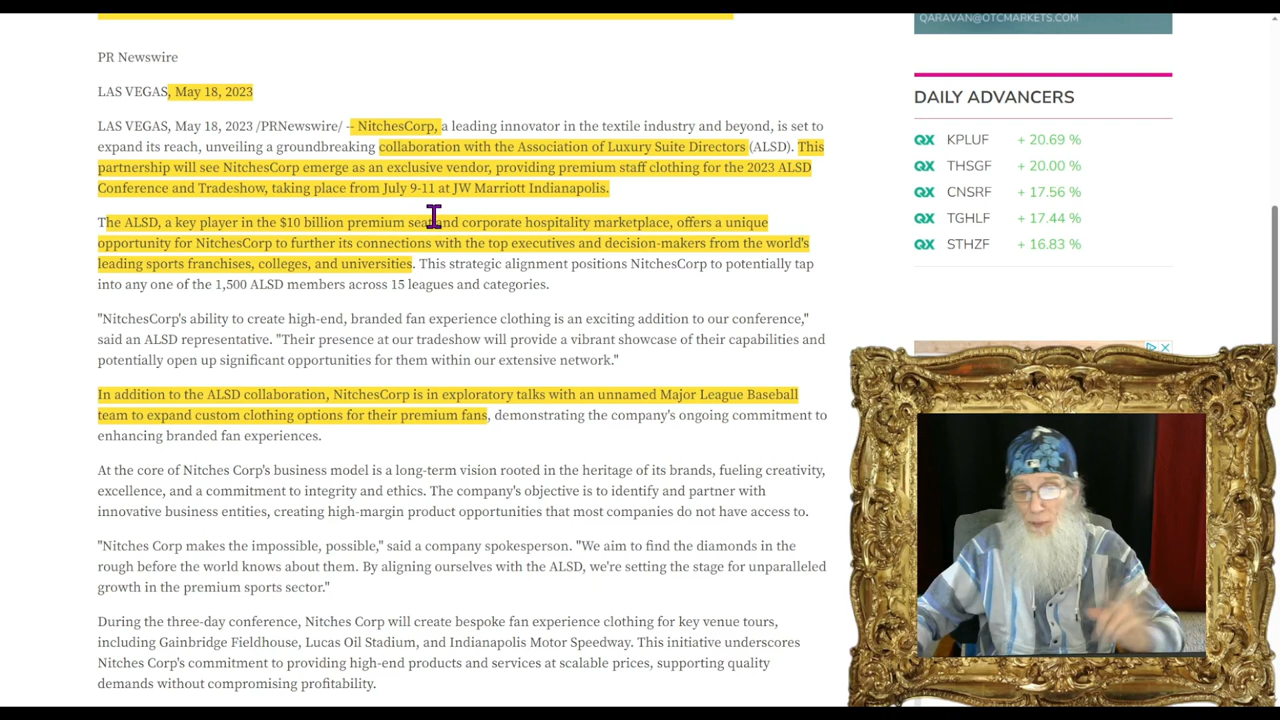 QARAVAN@OTCMARKETS.COM
PR Newswire
LAS VEGAS, May 18, 2023
LAS VEGAS, May 18, 2023 /PRNewswire/ -- NitchesCorp, a leading innovator in the textile industry and beyond, is set to
expand its reach, unveiling a groundbreaking collaboration with the Association of Luxury Suite Directors (ALSD). This
partnership will see NitchesCorp emerge as an exclusive vendor, providing premium staff clothing for the 2023 ALSD
Conference and Tradeshow, taking place from July 9-11 at JW Marriott Indianapolis.
The ALSD, a key player in the $10 billion premium seat and corporate hospitality marketplace, offers a unique
opportunity for NitchesCorp to further its connections with the top executives and decision-makers from the world's
leading sports franchises, colleges, and universities. This strategic alignment positions NitchesCorp to potentially tap
into any one of the 1,500 ALSD members across 15 leagues and categories.
"NitchesCorp's ability to create high-end, branded fan experience clothing is an exciting addition to our conference,"
said an ALSD representative. "Their presence at our tradeshow will provide a vibrant showcase of their capabilities and
potentially open up significant opportunities for them within our extensive network."
In addition to the ALSD collaboration, NitchesCorp is in exploratory talks with an unnamed Major League Baseball
team to expand custom clothing options for their premium fans, demonstrating the company's ongoing commitment to
enhancing branded fan experiences.
At the core of Nitches Corp's business model is a long-term vision rooted in the heritage of its brands, fueling creativity,
excellence, and a commitment to integrity and ethics. The company's objective is to identify and partner with
innovative business entities, creating high-margin product opportunities that most companies do not have access to.
"Nitches Corp makes the impossible, possible," said a company spokesperson. "We aim to find the diamonds in the
rough before the world knows about them. By aligning ourselves with the ALSD, we're setting the stage for unparalleled
growth in the premium sports sector."
During the three-day conference, Nitches Corp will create bespoke fan experience clothing for key venue tours,
including Gainbridge Fieldhouse, Lucas Oil Stadium, and Indianapolis Motor Speedway. This initiative underscores
Nitches Corp's commitment to providing high-end products and services at scalable prices, supporting quality
demands without compromising profitability.
DAILY ADVANCERS
QX KPLUF + 20.69 %
QX THSGF + 20.00 %
QX CNSRF + 17.56 %
QX TGHLF + 17.44 %
QX STHZF + 16.83 %